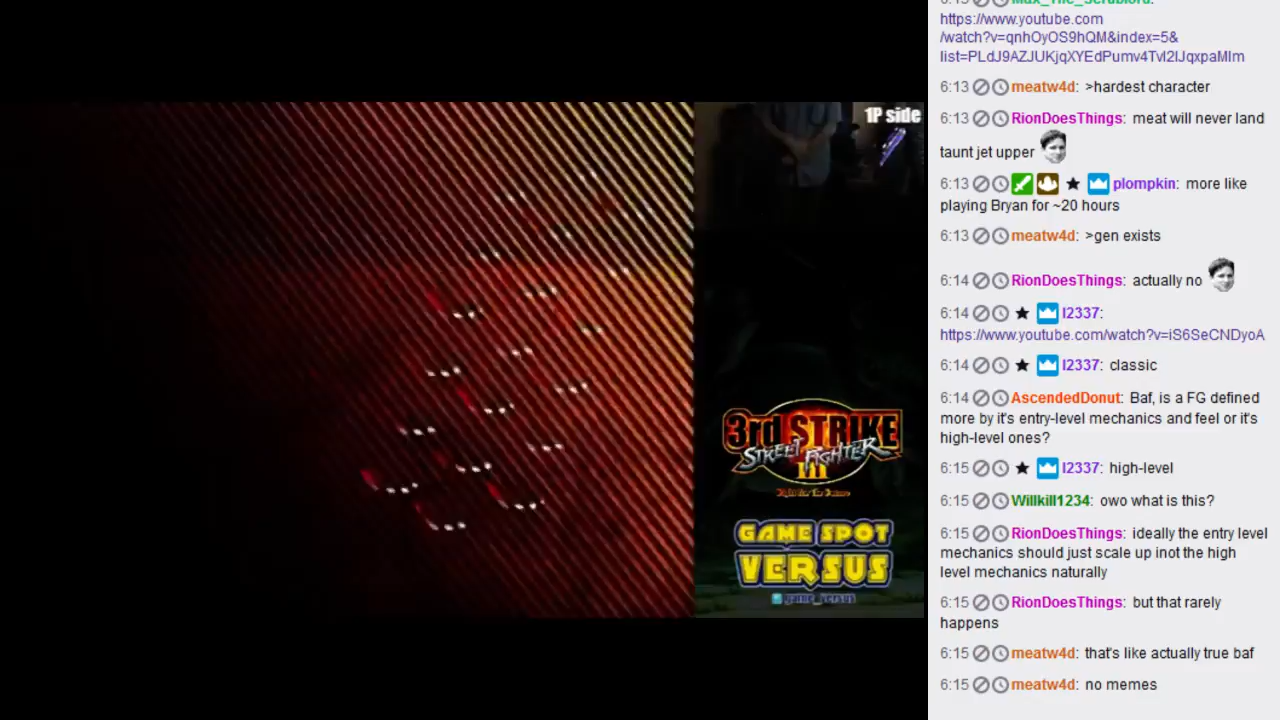 1P side
3rd STRIKE
STREET FIGHTER
III
GAME SPOT
VERSUS
game_versus
6:13 Max_The_Scrublord:
https://www.youtube.com
/watch?v=qnhOyOS9hQM&index=5&
list=PLdJ9AZJUKjqXYEdPumv4Tvl2lJqxpaMlm
6:13 meatw4d: >hardest character
6:13 RionDoesThings: meat will never land
taunt jet upper
6:13 plompkin: more like
playing Bryan for ~20 hours
6:13 meatw4d: >gen exists
6:14 RionDoesThings: actually no
6:14 l2337:
https://www.youtube.com/watch?v=iS6SeCNDyoA
6:14 l2337: classic
6:14 AscendedDonut: Baf, is a FG defined
more by it's entry-level mechanics and feel or it's
high-level ones?
6:15 l2337: high-level
6:15 Willkill1234: owo what is this?
6:15 RionDoesThings: ideally the entry level
mechanics should just scale up inot the high
level mechanics naturally
6:15 RionDoesThings: but that rarely
happens
6:15 meatw4d: that's like actually true baf
6:15 meatw4d: no memes